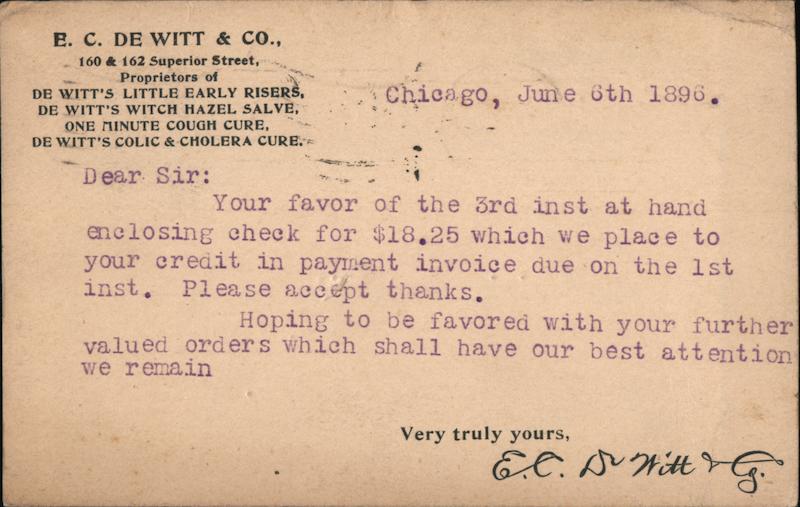 E. C. DE WITT & CO.,
160 & 162 Superior Street,
Proprietors of
DE WITT'S LITTLE EARLY RISERS,
DE WITT'S WITCH HAZEL SALVE,
ONE MINUTE COUGH CURE,
DE WITT'S COLIC & CHOLERA CURE.
Chicago, June 6th 1896.
Dear Sir:
Your favor of the 3rd inst at hand
enclosing check for $18.25 which we place to
your credit in payment invoice due on the 1st
inst. Please accept thanks.
Hoping to be favored with your further
valued orders which shall have our best attention
we remain
Very truly yours,
E. C. De Witt & Co.